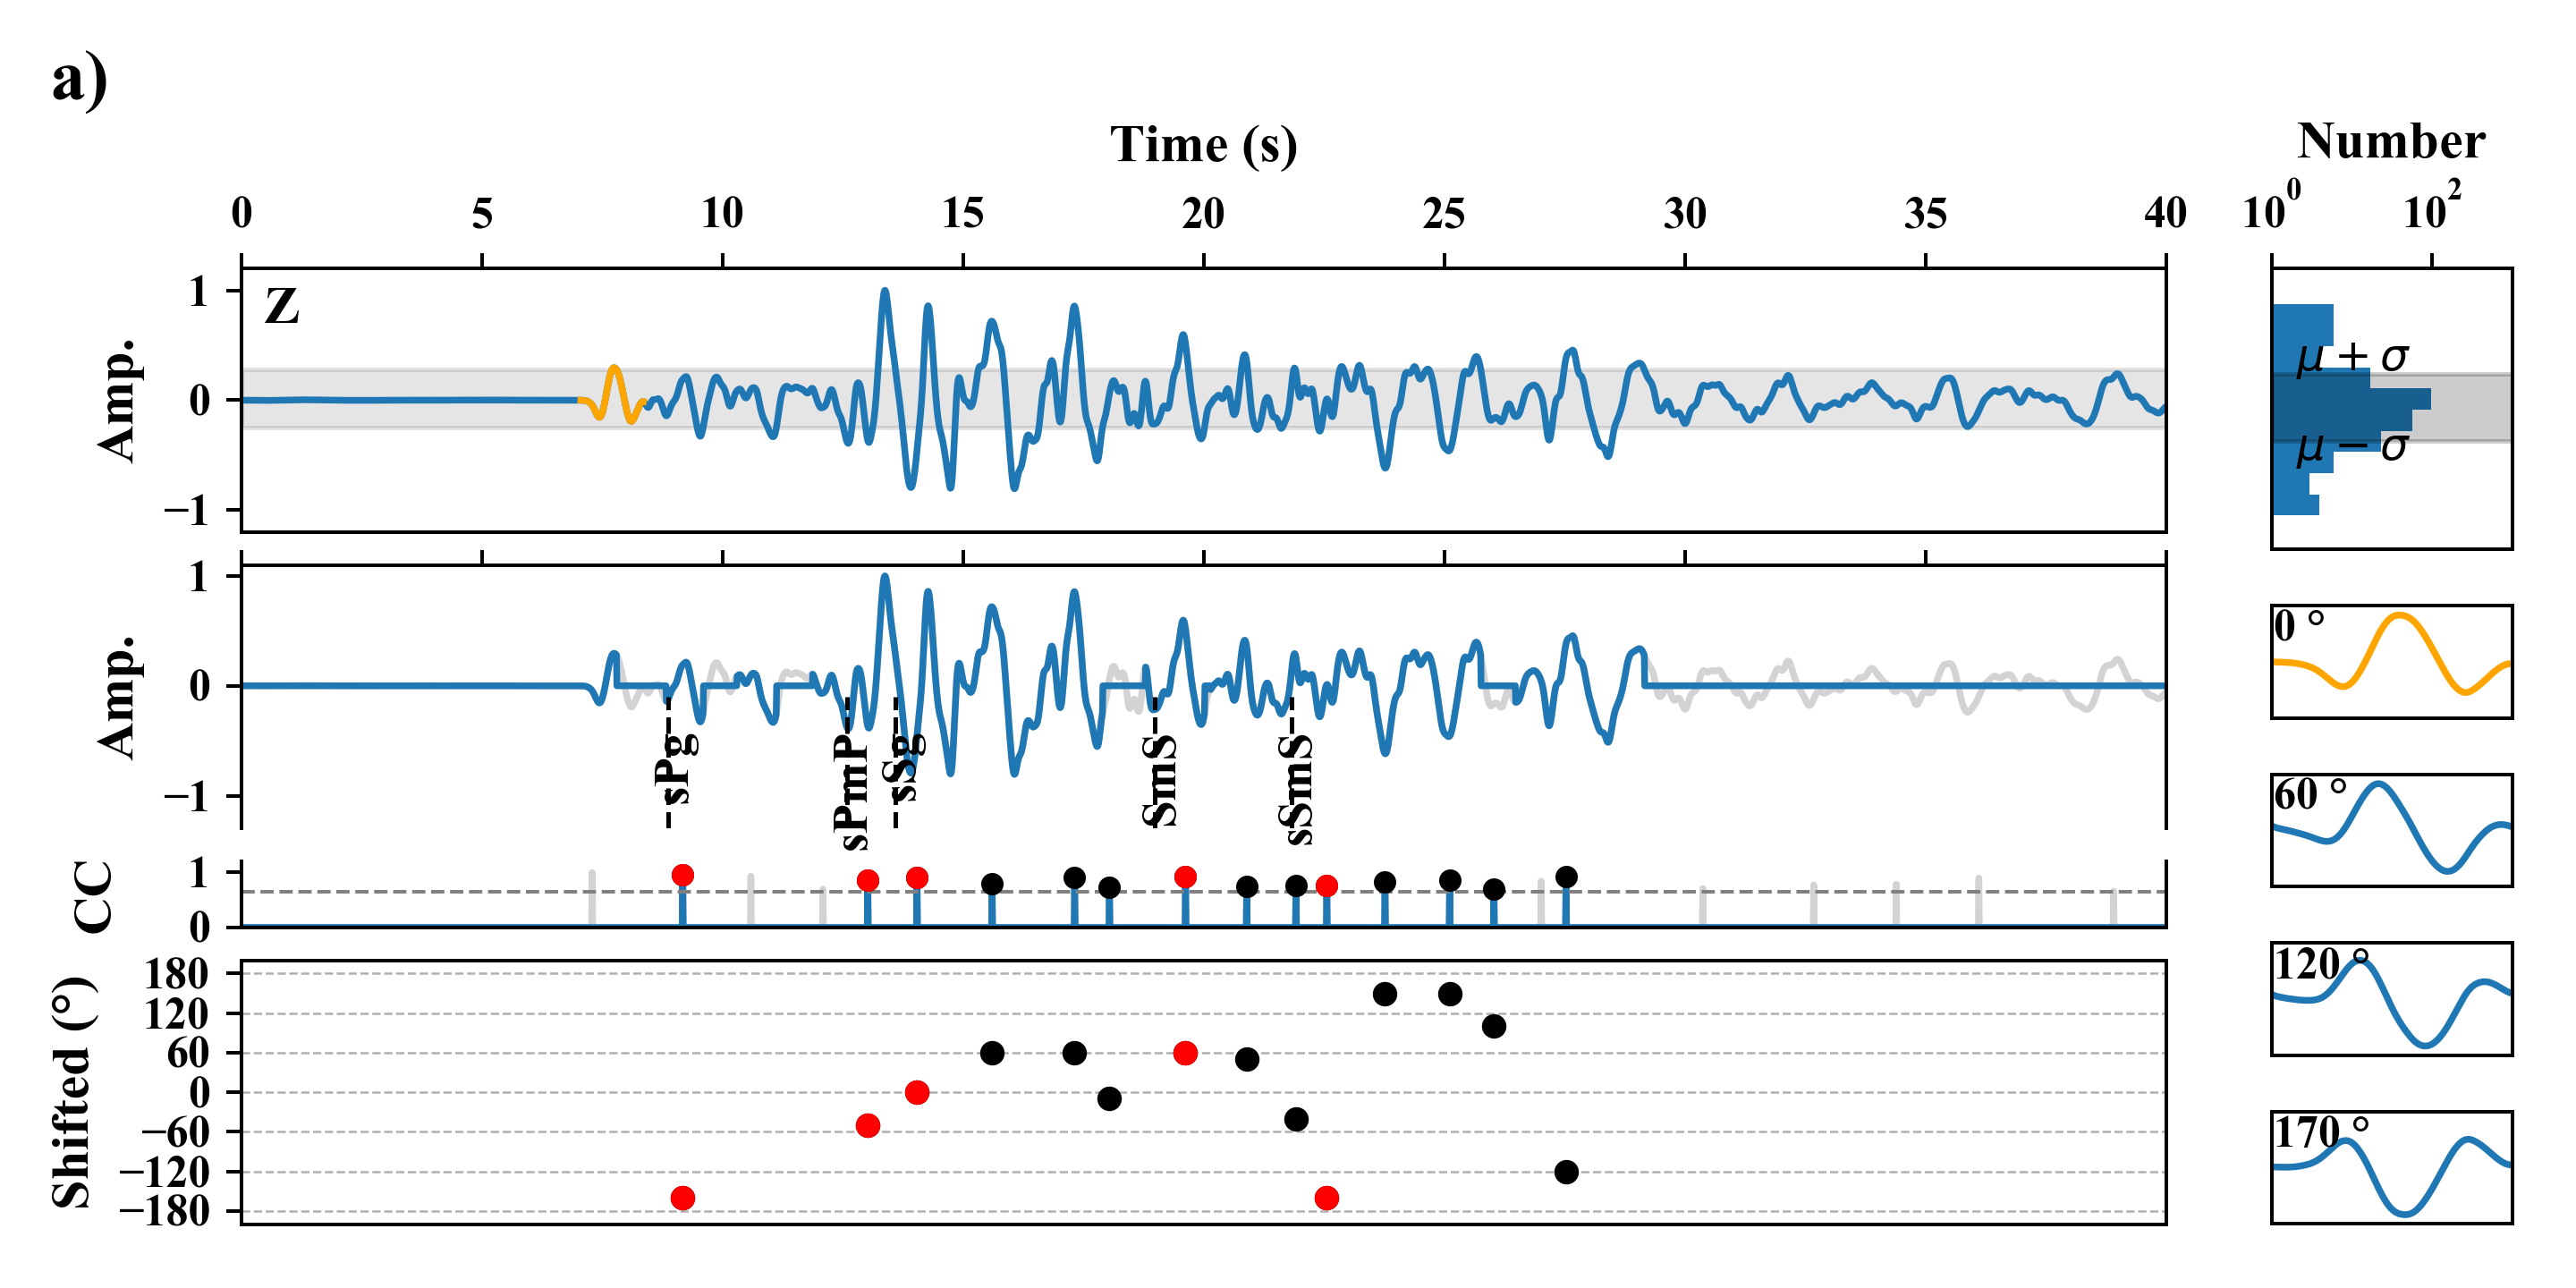 a)
Time (s)
Number
0 5 10 15 20 25 30 35 40
10^0 10^2
Z
Amp.
1
0
−1
μ + σ
μ − σ
Amp.
1
0
−1
sPg
sPmP
sSg
SmS
sSmS
0 °
60 °
120 °
170 °
CC
1
0
Shifted (°)
180
120
60
0
−60
−120
−180